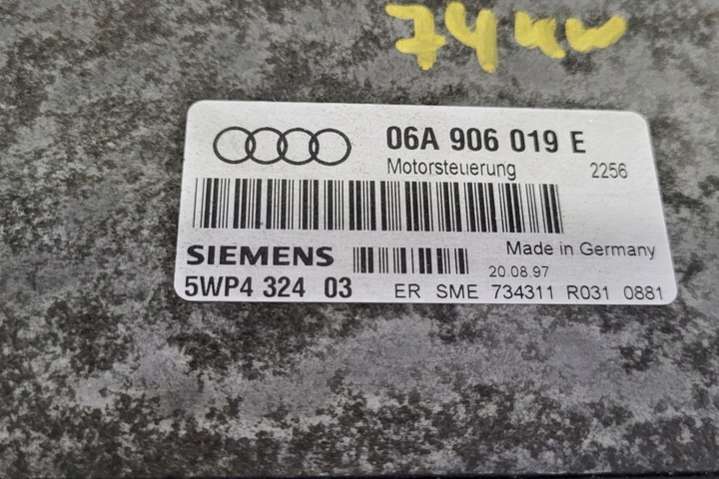 74kw
06A 906 019 E
Motorsteuerung 2256
SIEMENS Made in Germany
20.08.97
5WP4 324 03 ER SME 734311 R031 0881